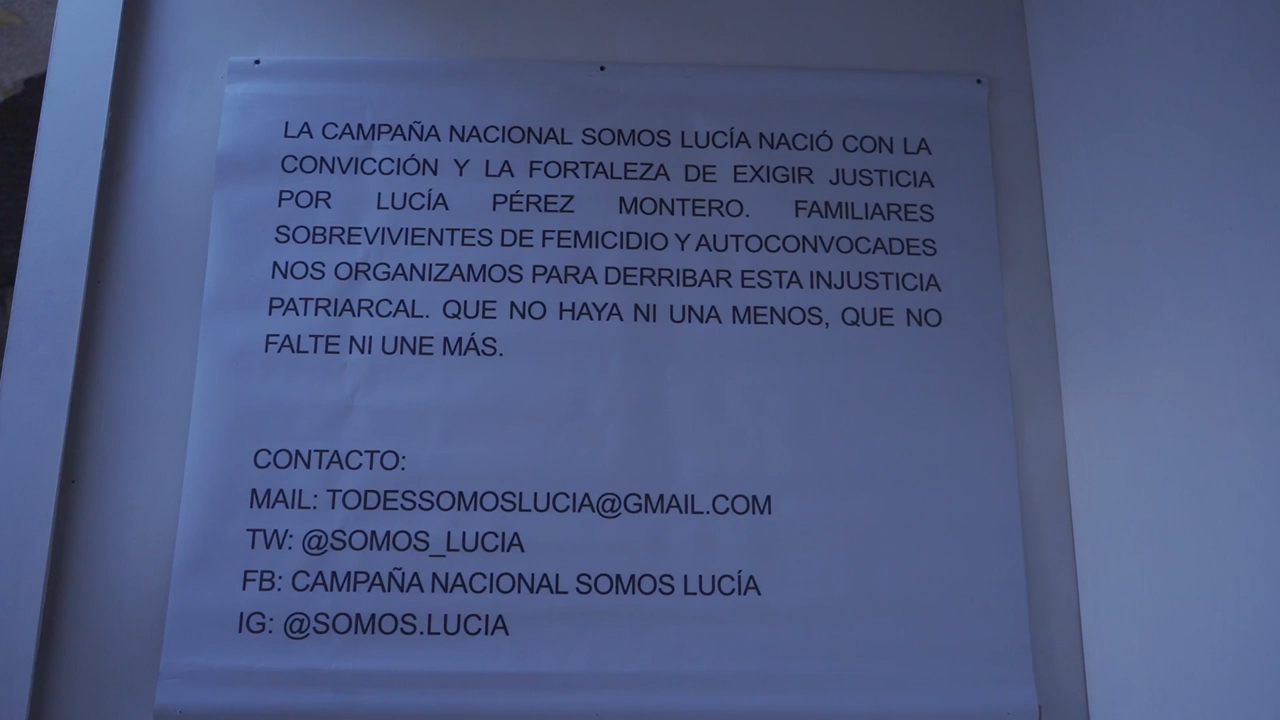 LA CAMPAÑA NACIONAL SOMOS LUCÍA NACIÓ CON LA
CONVICCIÓN Y LA FORTALEZA DE EXIGIR JUSTICIA
POR LUCÍA PÉREZ MONTERO. FAMILIARES
SOBREVIVIENTES DE FEMICIDIO Y AUTOCONVOCADES
NOS ORGANIZAMOS PARA DERRIBAR ESTA INJUSTICIA
PATRIARCAL. QUE NO HAYA NI UNA MENOS, QUE NO
FALTE NI UNE MÁS.
CONTACTO:
MAIL: TODESSOMOSLUCIA@GMAIL.COM
TW: @SOMOS_LUCIA
FB: CAMPAÑA NACIONAL SOMOS LUCÍA
IG: @SOMOS.LUCIA